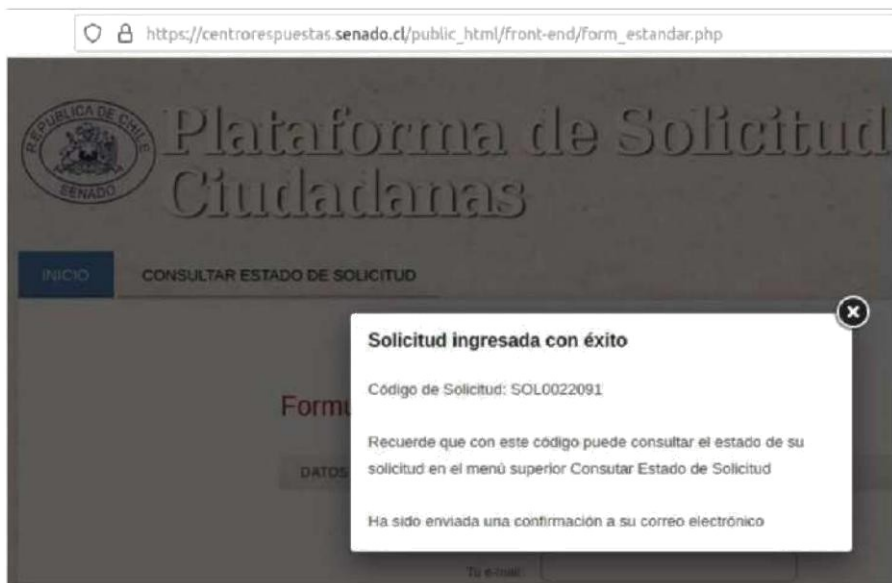 https://centrorespuestas.senado.cl/public_html/front-end/form_estandar.php
REPUBLICA DE CHILE
SENADO
Plataforma de Solicitud
Ciudadanas
INICIO
CONSULTAR ESTADO DE SOLICITUD
Solicitud ingresada con éxito
Código de Solicitud: SOL0022091
Formu
Recuerde que con este código puede consultar el estado de su
DATOS
solicitud en el menú superior Consutar Estado de Solicitud
Ha sido enviada una confirmación a su correo electrónico
Tu e-mail: